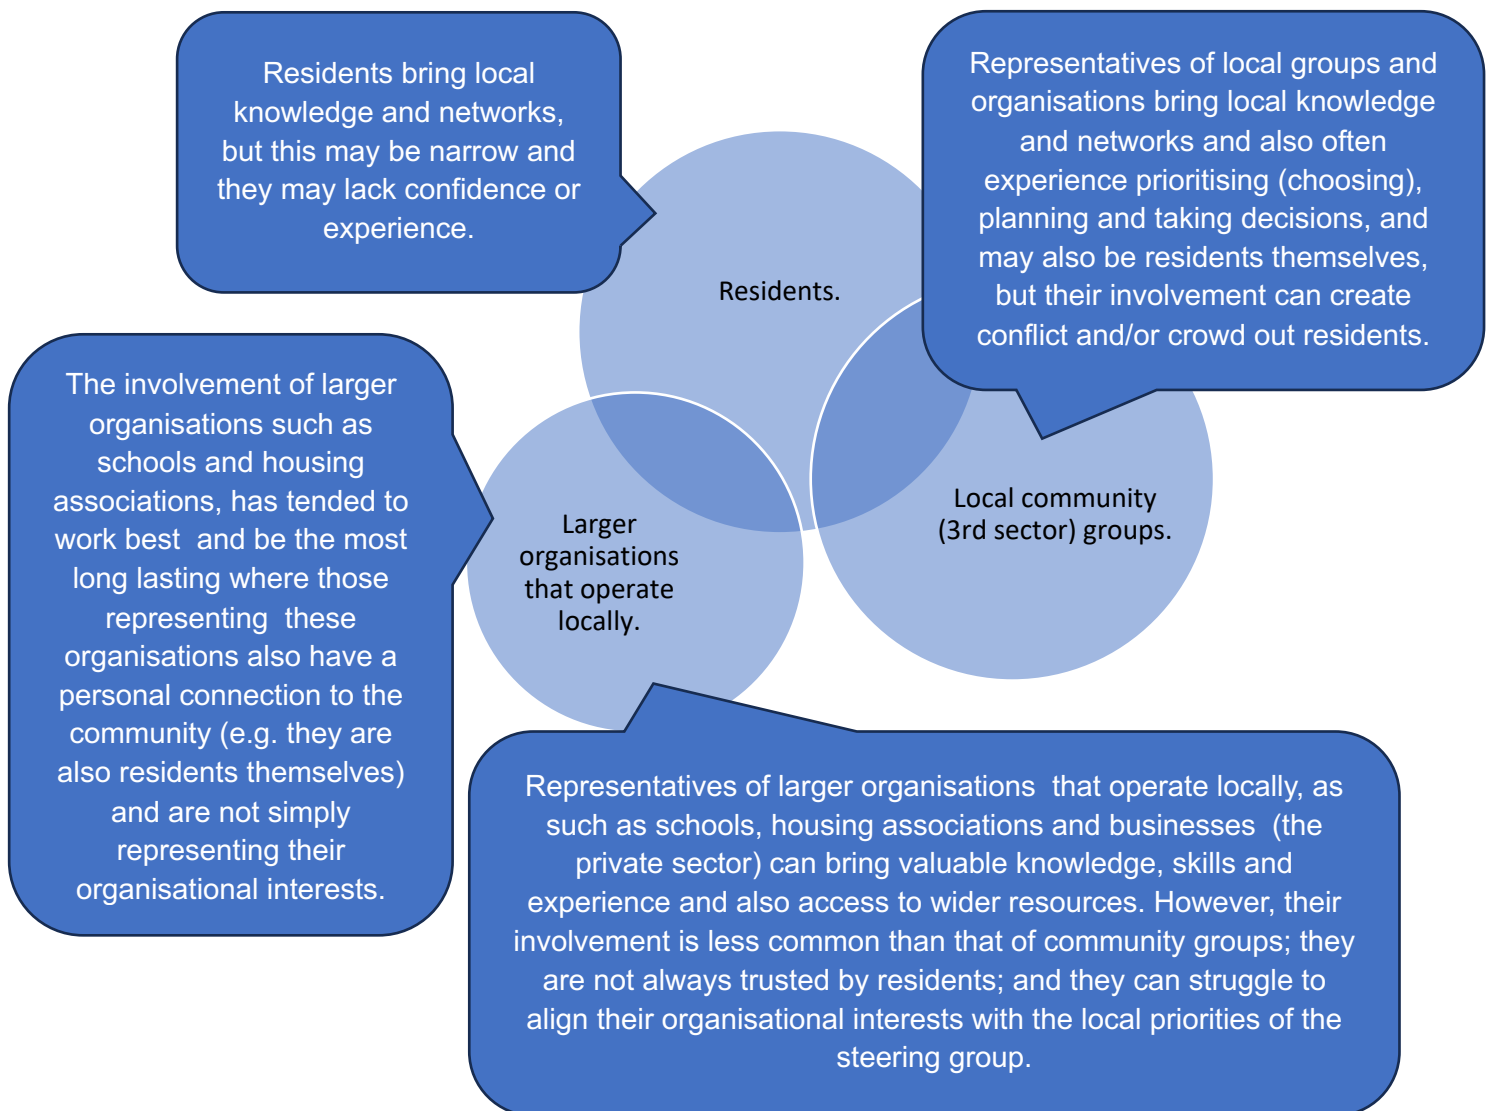 Residents bring local
knowledge and networks,
but this may be narrow and
they may lack confidence or
experience.
Representatives of local groups and
organisations bring local knowledge
and networks and also often
experience prioritising (choosing),
planning and taking decisions, and
may also be residents themselves,
but their involvement can create
conflict and/or crowd out residents.
Residents.
The involvement of larger
organisations such as
schools and housing
associations, has tended to
work best  and be the most
long lasting where those
representing  these
organisations also have a
personal connection to the
community (e.g. they are
also residents themselves)
and are not simply
representing their
organisational interests.
Larger
organisations
that operate
locally.
Local community
(3rd sector) groups.
Representatives of larger organisations  that operate locally, as
such as schools, housing associations and businesses  (the
private sector) can bring valuable knowledge, skills and
experience and also access to wider resources. However, their
involvement is less common than that of community groups; they
are not always trusted by residents; and they can struggle to
align their organisational interests with the local priorities of the
steering group.